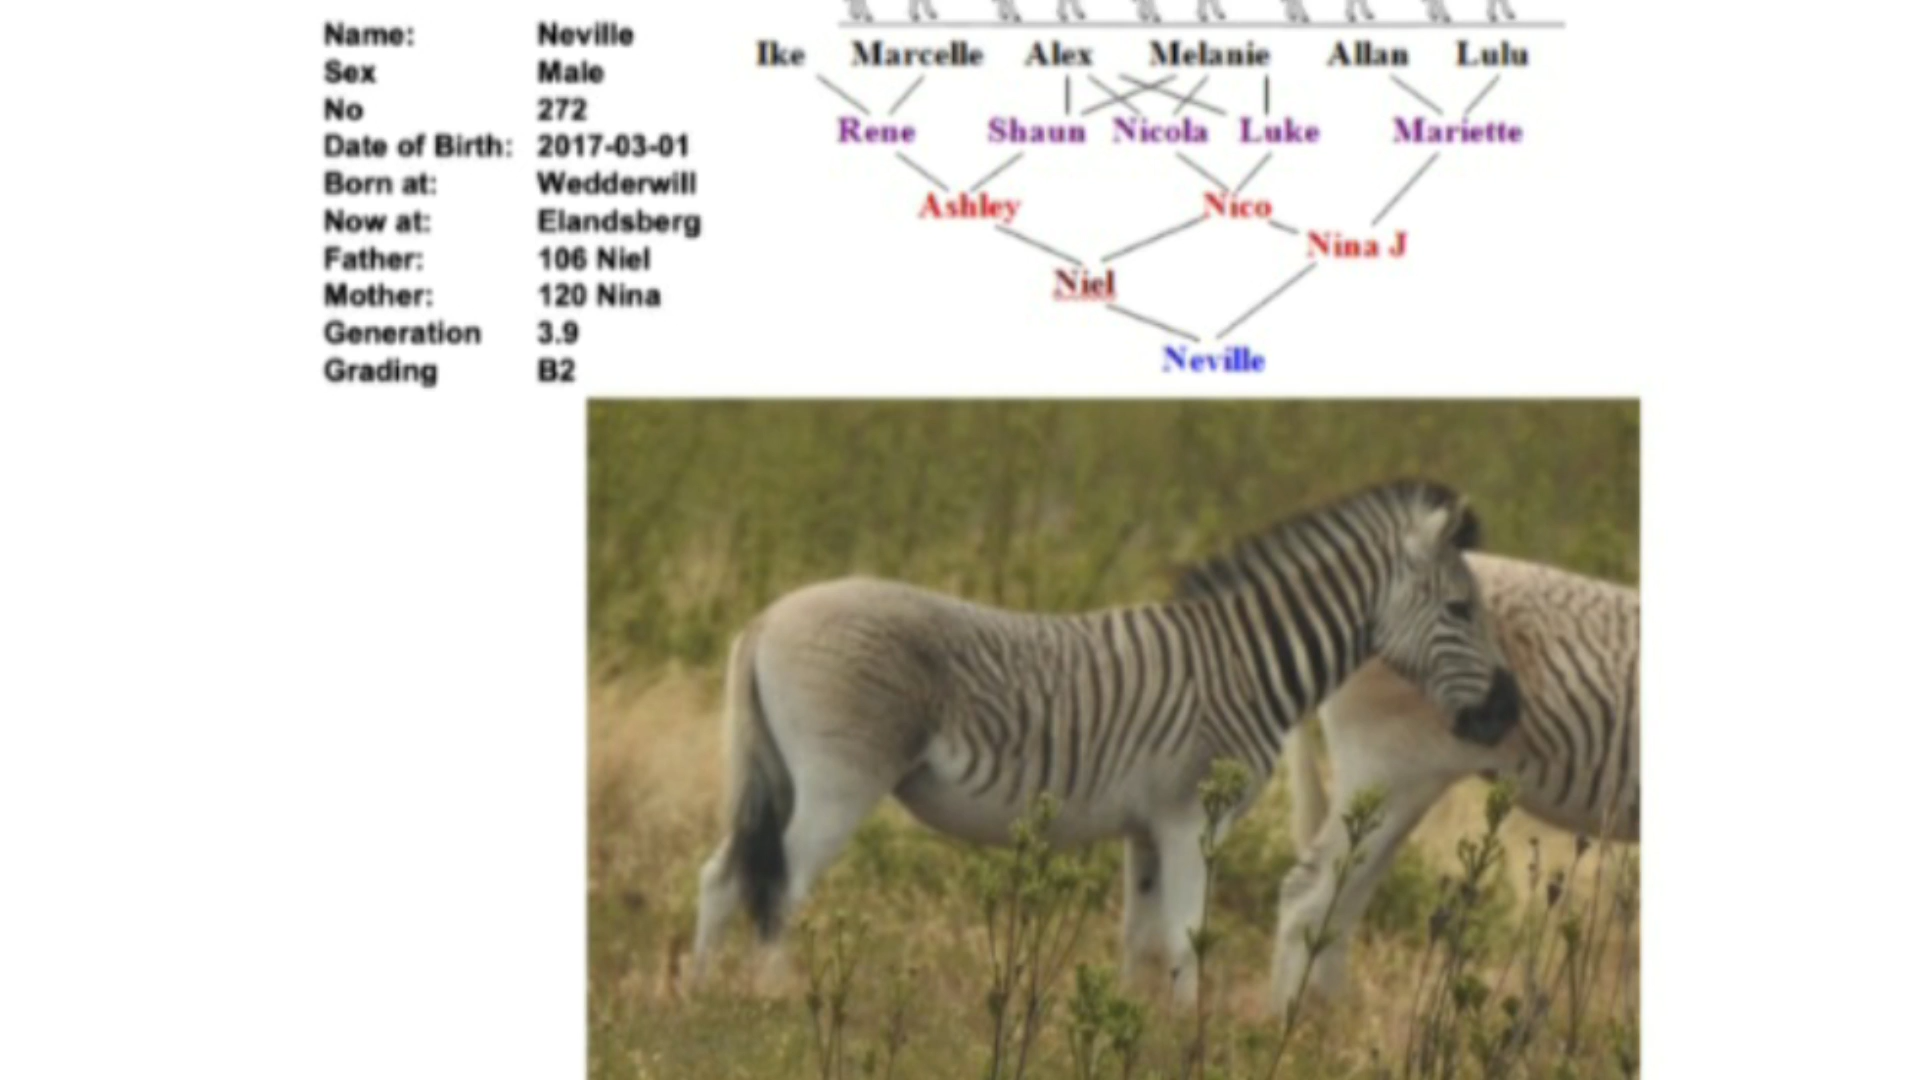 Name: Neville
Sex Male
No 272
Date of Birth: 2017-03-01
Born at: Wedderwill
Now at: Elandsberg
Father: 106 Niel
Mother: 120 Nina
Generation 3.9
Grading B2
Ike Marcelle Alex Melanie Allan Lulu
Rene Shaun Nicola Luke Mariette
Ashley Nico
Nina J
Niel
Neville